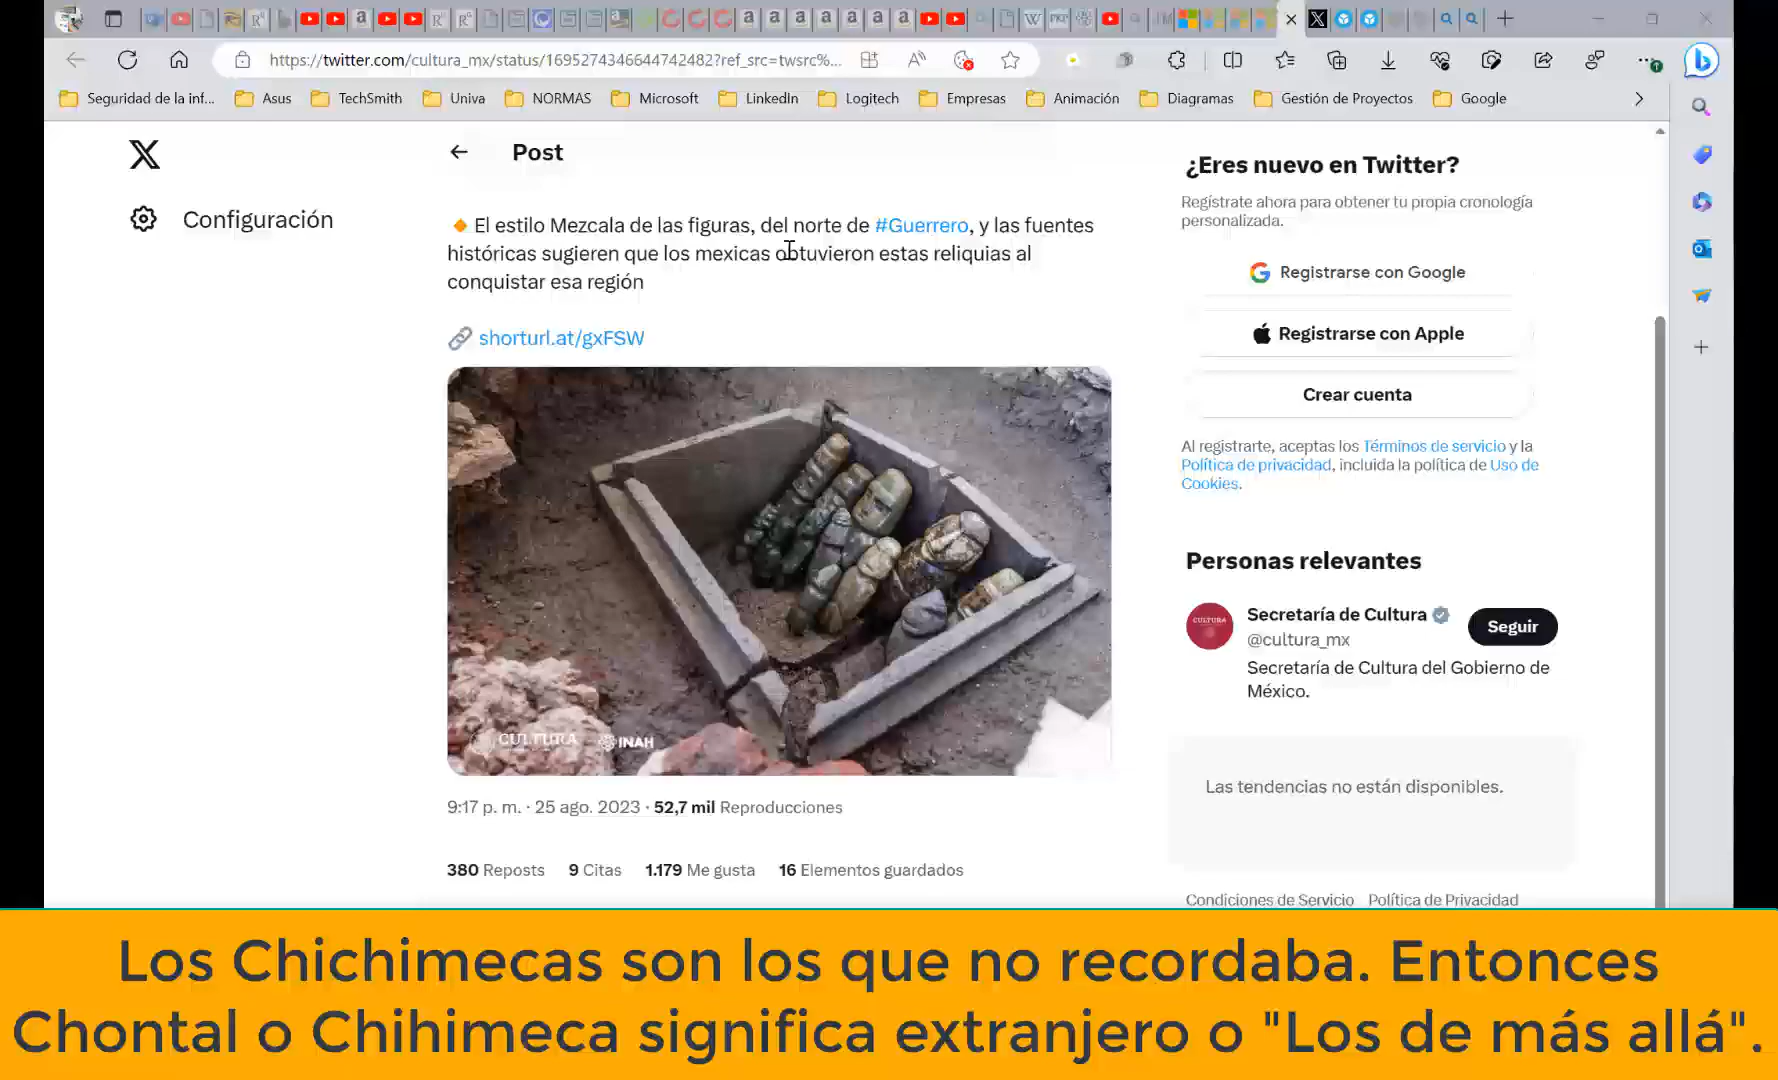 https://twitter.com/cultura_mx/status/1695274346644742482?ref_src=twsrc%...
Seguridad de la inf...
Asus
TechSmith
Univa
NORMAS
Microsoft
LinkedIn
Logitech
Empresas
Animación
Diagramas
Gestión de Proyectos
Google
Configuración
Post
El estilo Mezcala de las figuras, del norte de #Guerrero, y las fuentes
históricas sugieren que los mexicas obtuvieron estas reliquias al
conquistar esa región
shorturl.at/gxFSW
CULTURA
INAH
9:17 p. m. · 25 ago. 2023 · 52,7 mil Reproducciones
380 Reposts 9 Citas 1.179 Me gusta 16 Elementos guardados
¿Eres nuevo en Twitter?
Regístrate ahora para obtener tu propia cronología
personalizada.
Registrarse con Google
Registrarse con Apple
Crear cuenta
Al registrarte, aceptas los Términos de servicio y la
Política de privacidad, incluida la política de Uso de
Cookies.
Personas relevantes
CULTURA
Secretaría de Cultura
@cultura_mx
Seguir
Secretaría de Cultura del Gobierno de
México.
Las tendencias no están disponibles.
Condiciones de Servicio Política de Privacidad
Los Chichimecas son los que no recordaba. Entonces
Chontal o Chihimeca significa extranjero o "Los de más allá".